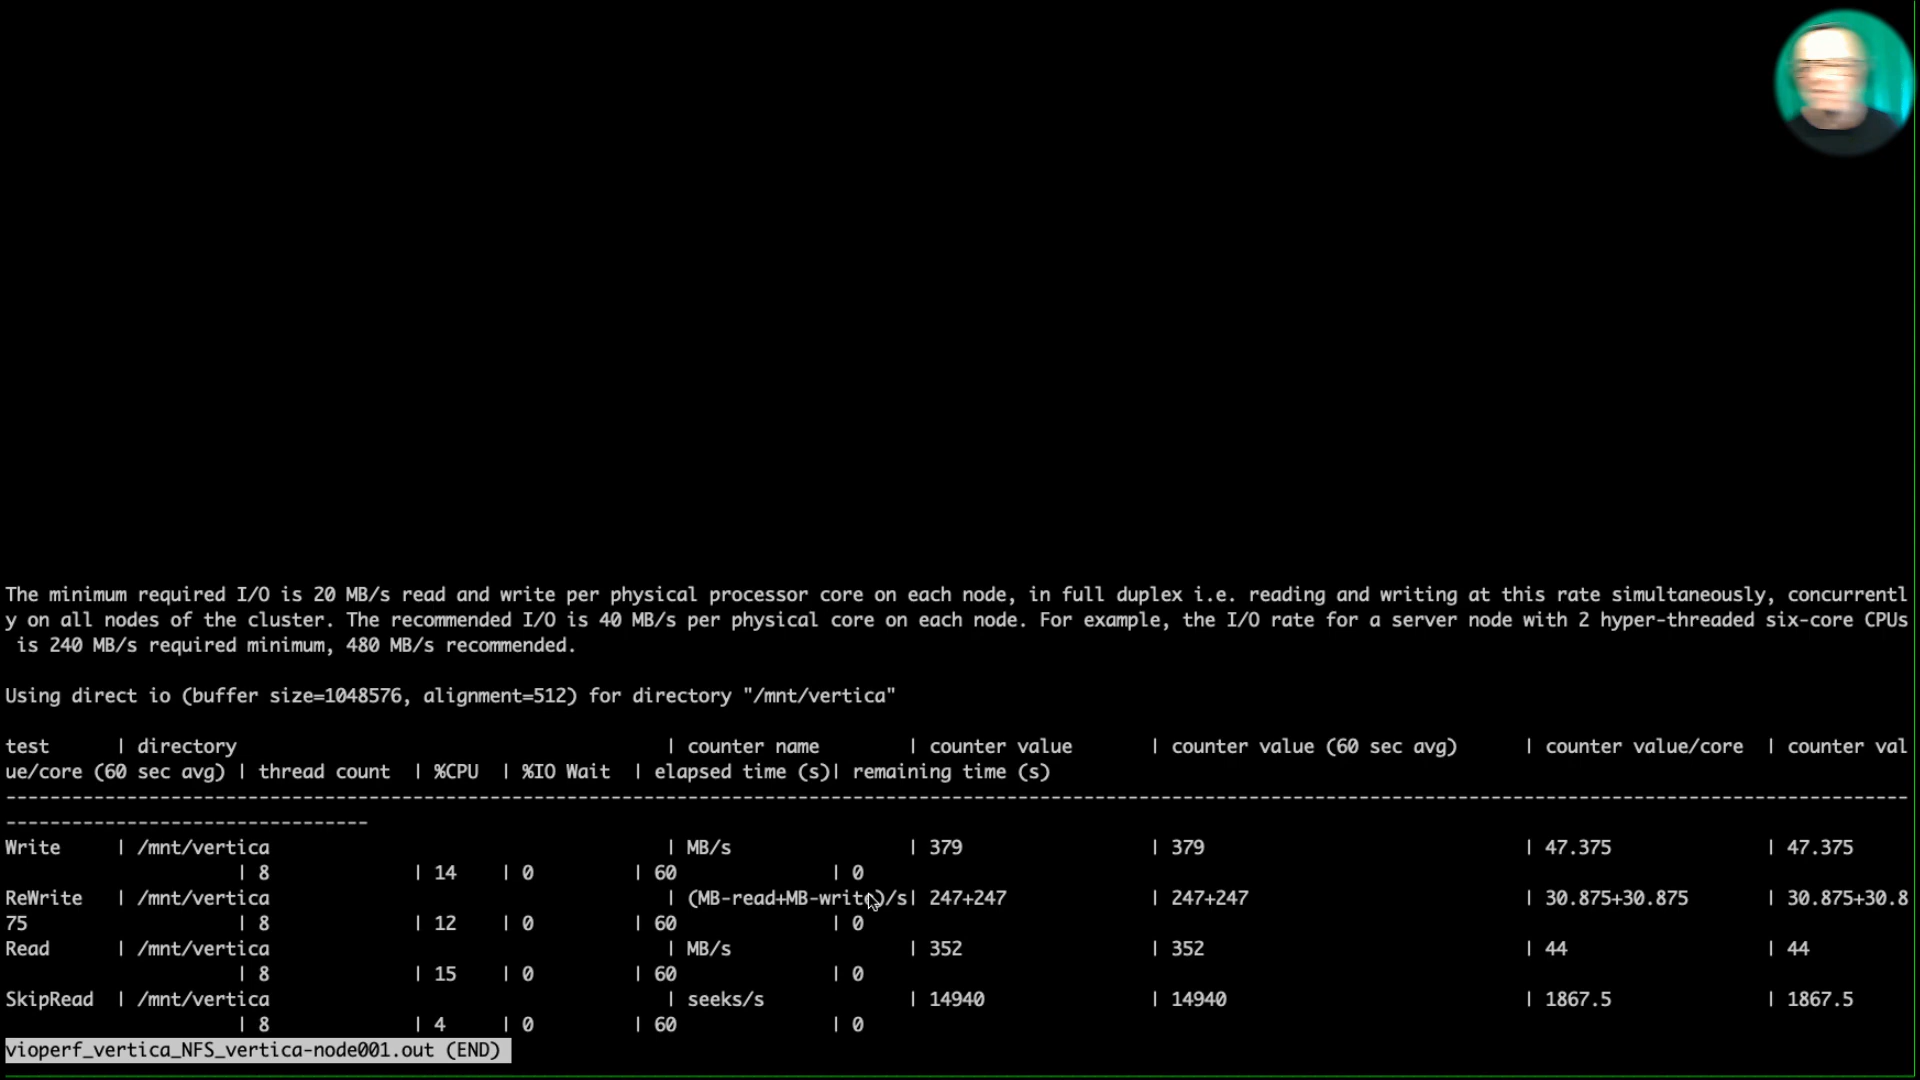 The minimum required I/O is 20 MB/s read and write per physical processor core on each node, in full duplex i.e. reading and writing at this rate simultaneously, concurrentl
y on all nodes of the cluster. The recommended I/O is 40 MB/s per physical core on each node. For example, the I/O rate for a server node with 2 hyper-threaded six-core CPUs
 is 240 MB/s required minimum, 480 MB/s recommended.
Using direct io (buffer size=1048576, alignment=512) for directory "/mnt/vertica"
test | directory | counter name | counter value | counter value (60 sec avg) | counter value/core | counter val
ue/core (60 sec avg) | thread count | %CPU | %IO Wait | elapsed time (s)| remaining time (s)
-----------------------------------------------------------------------------------------------------------------------------------------------------------------------------
---------------------------------
Write | /mnt/vertica | MB/s | 379 | 379 | 47.375 | 47.375
| 8 | 14 | 0 | 60 | 0
ReWrite | /mnt/vertica | (MB-read+MB-write)/s| 247+247 | 247+247 | 30.875+30.875 | 30.875+30.8
75 | 8 | 12 | 0 | 60 | 0
Read | /mnt/vertica | MB/s | 352 | 352 | 44 | 44
| 8 | 15 | 0 | 60 | 0
SkipRead | /mnt/vertica | seeks/s | 14940 | 14940 | 1867.5 | 1867.5
| 8 | 4 | 0 | 60 | 0
vioperf_vertica_NFS_vertica-node001.out (END)